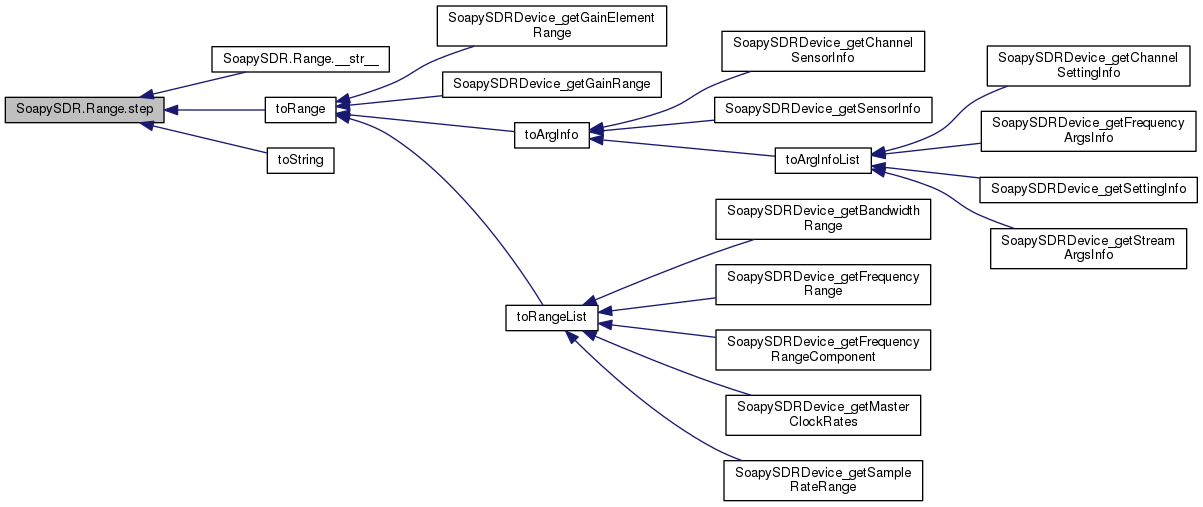 SoapySDR.Range.step
SoapySDR.Range.__str__
toRange
toString
SoapySDRDevice_getGainElement
Range
SoapySDRDevice_getGainRange
toArgInfo
toRangeList
SoapySDRDevice_getChannel
SensorInfo
SoapySDRDevice_getSensorInfo
toArgInfoList
SoapySDRDevice_getBandwidth
Range
SoapySDRDevice_getFrequency
Range
SoapySDRDevice_getFrequency
RangeComponent
SoapySDRDevice_getMaster
ClockRates
SoapySDRDevice_getSample
RateRange
SoapySDRDevice_getChannel
SettingInfo
SoapySDRDevice_getFrequency
ArgsInfo
SoapySDRDevice_getSettingInfo
SoapySDRDevice_getStream
ArgsInfo